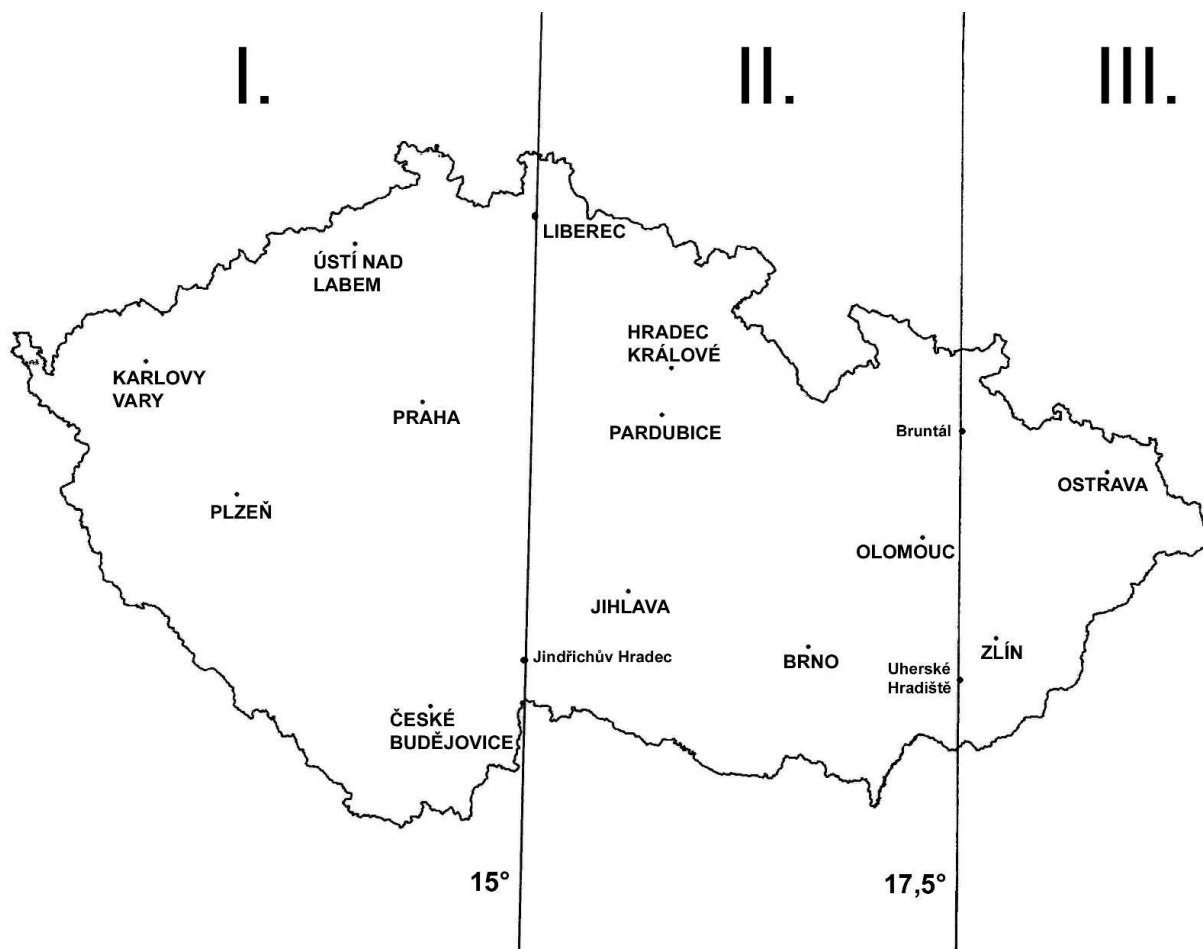 I.
II.
III.
LIBEREC
ÚSTÍ NAD
LABEM
HRADEC
KRÁLOVÉ
KARLOVY
VARY
PRAHA
PARDUBICE
Bruntál
OSTRAVA
PLZEŇ
OLOMOUC
JIHLAVA
Jindřichův Hradec
BRNO
ZLÍN
Uherské
Hradiště
ČESKÉ
BUDĚJOVICE
15°
17,5°